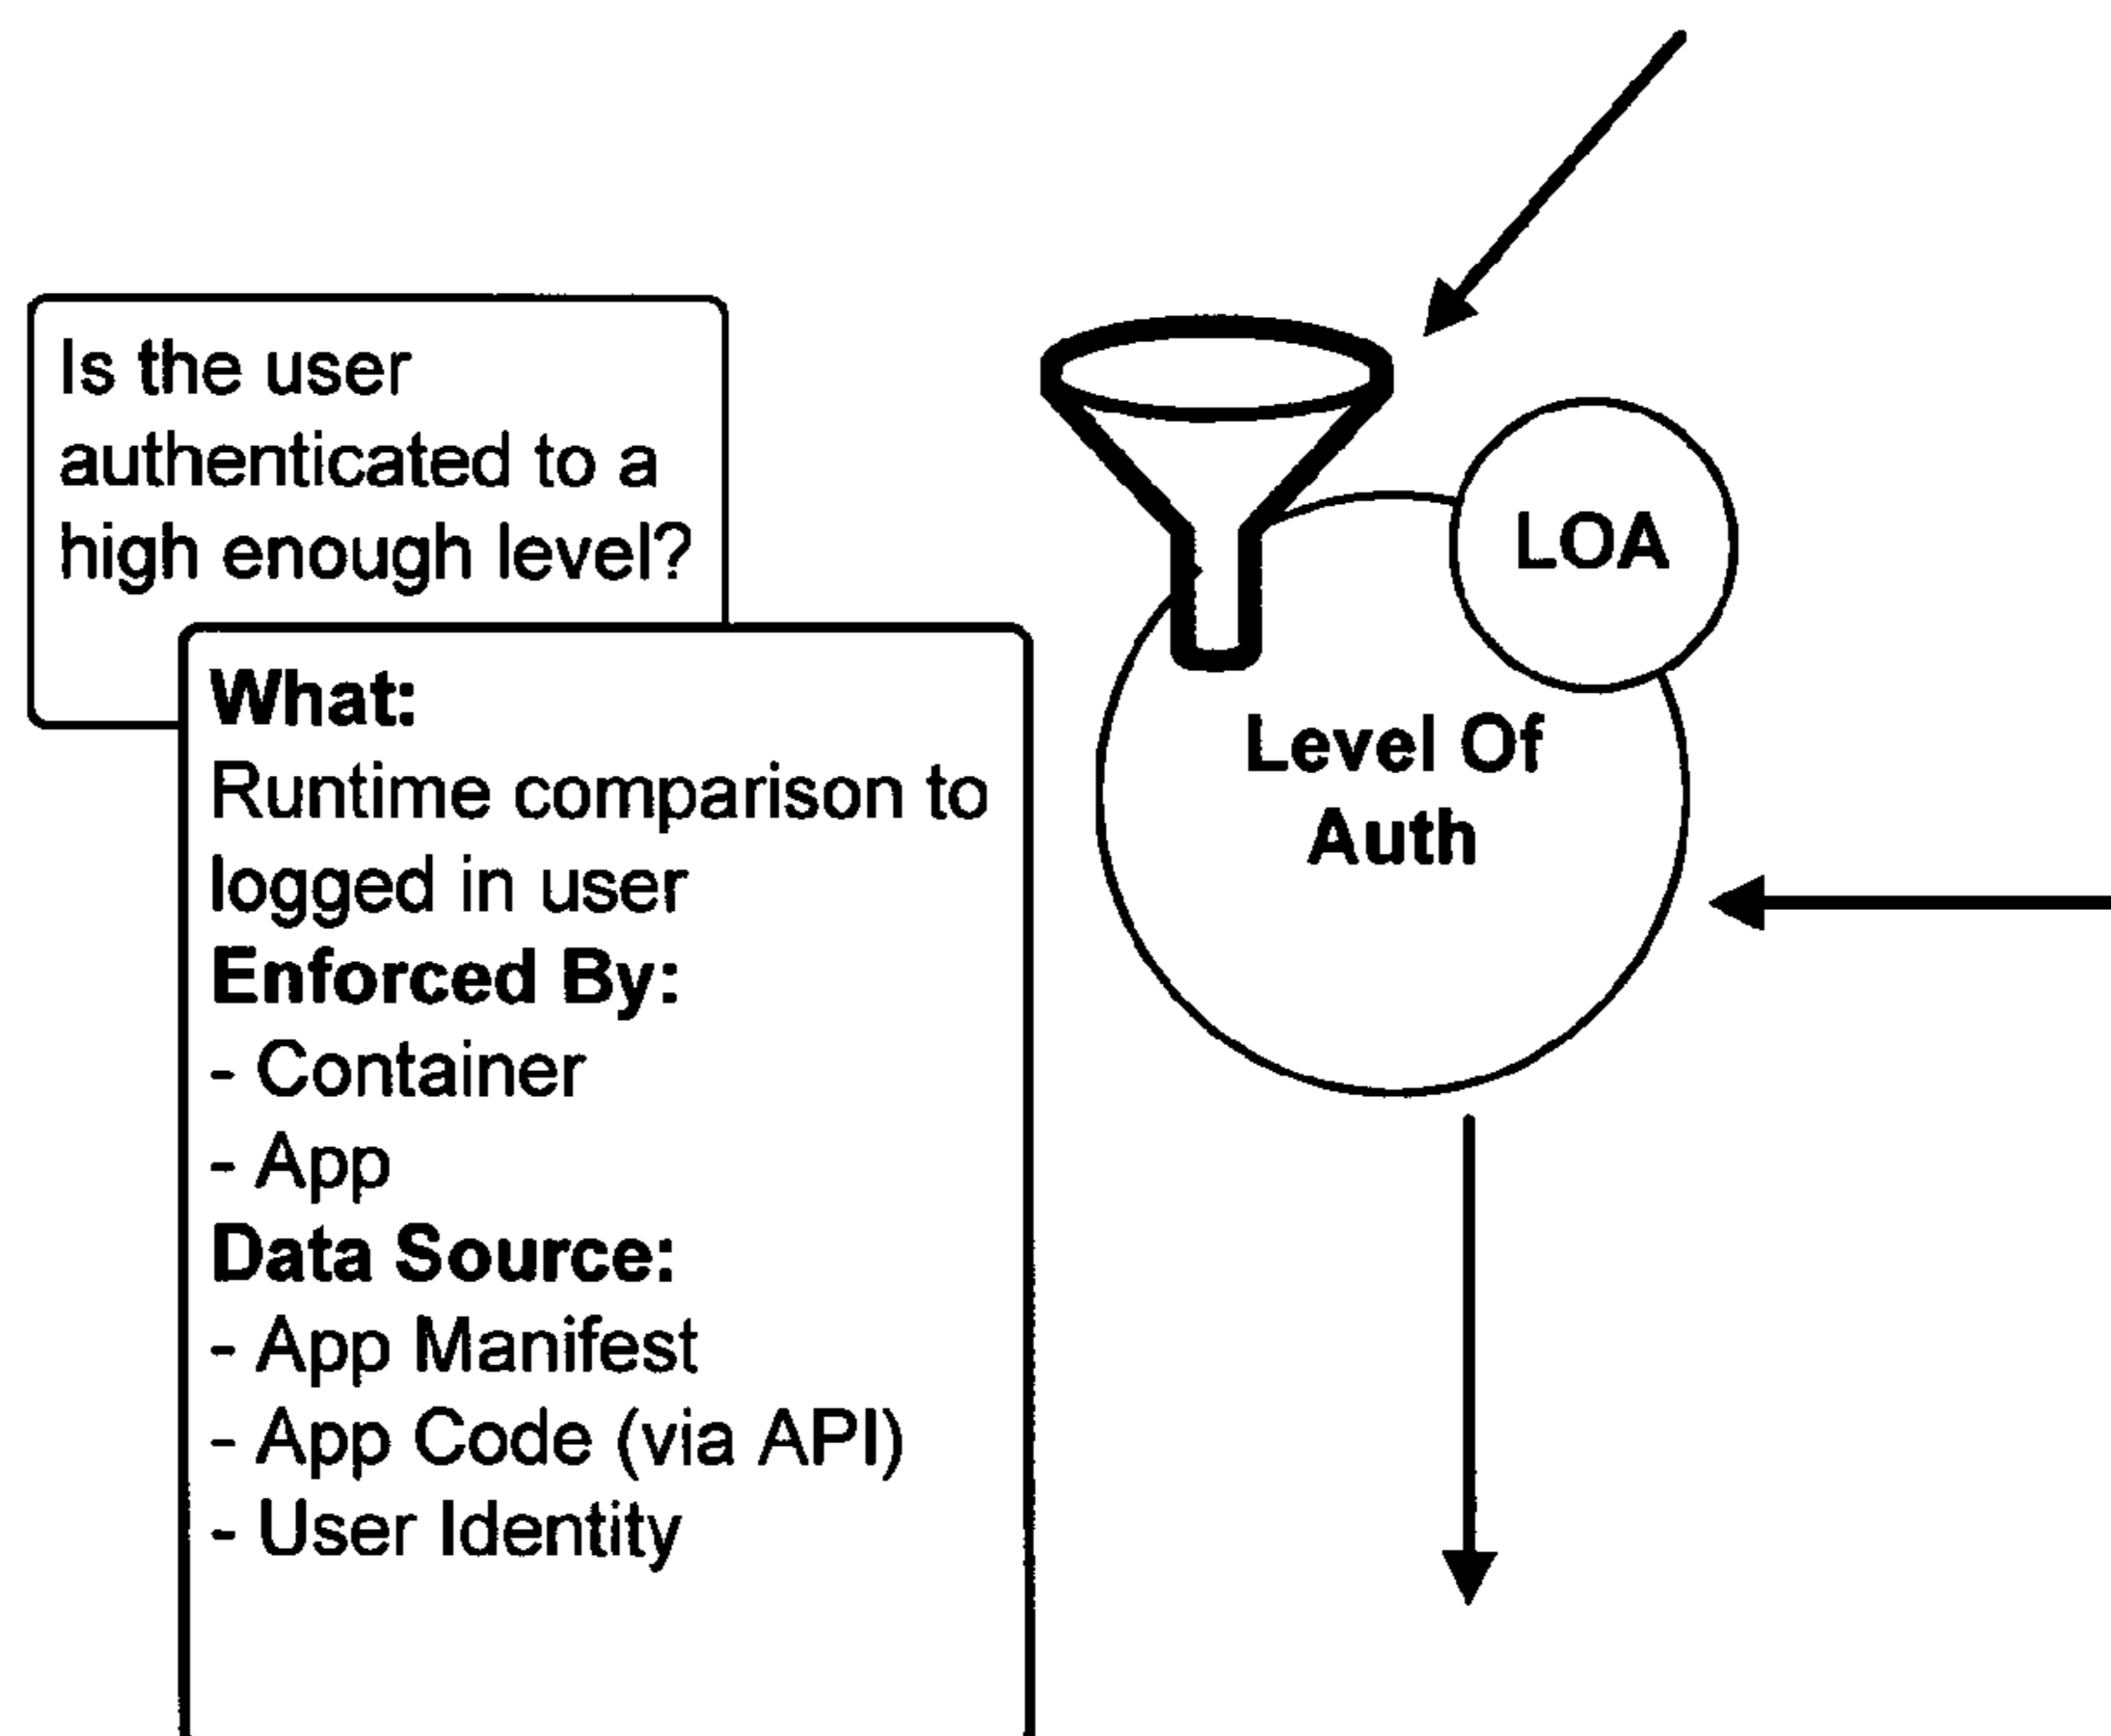 Is the user
authenticated to a
high enough level?
What:
Runtime comparison to
logged in user
Enforced By:
- Container
- App
Data Source:
- App Manifest
- App Code (via API)
- User Identity
LOA
Level Of
Auth